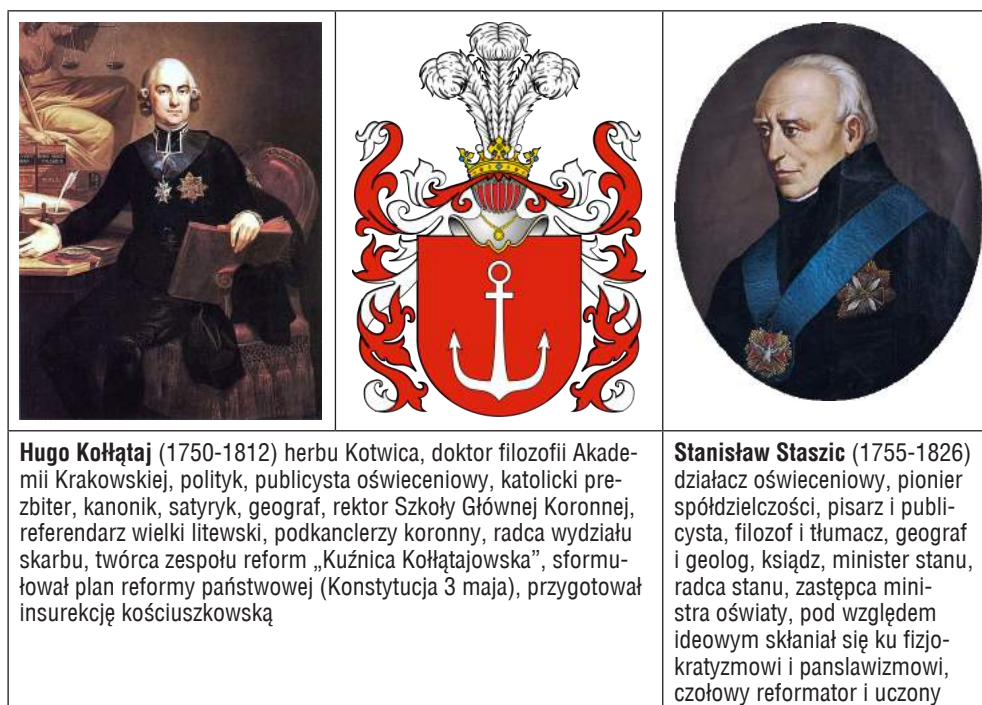 Hugo Kołłątaj (1750-1812) herbu Kotwica, doktor filozofii Akade-
mii Krakowskiej, polityk, publicysta oświeceniowy, katolicki pre-
zbiter, kanonik, satyryk, geograf, rektor Szkoły Głównej Koronnej,
referendarz wielki litewski, podkanclerzy koronny, radca wydziału
skarbu, twórca zespołu reform „Kuźnica Kołłątajowska”, sformu-
łował plan reformy państwowej (Konstytucja 3 maja), przygotował
insurekcję kościuszkowską
Stanisław Staszic (1755-1826)
działacz oświeceniowy, pionier
spółdzielczości, pisarz i publi-
cysta, filozof i tłumacz, geograf
i geolog, ksiądz, minister stanu,
radca stanu, zastępca mini-
stra oświaty, pod względem
ideowym skłaniał się ku fizjo-
kratyzmowi i panslawizmowi,
czołowy reformator i uczony